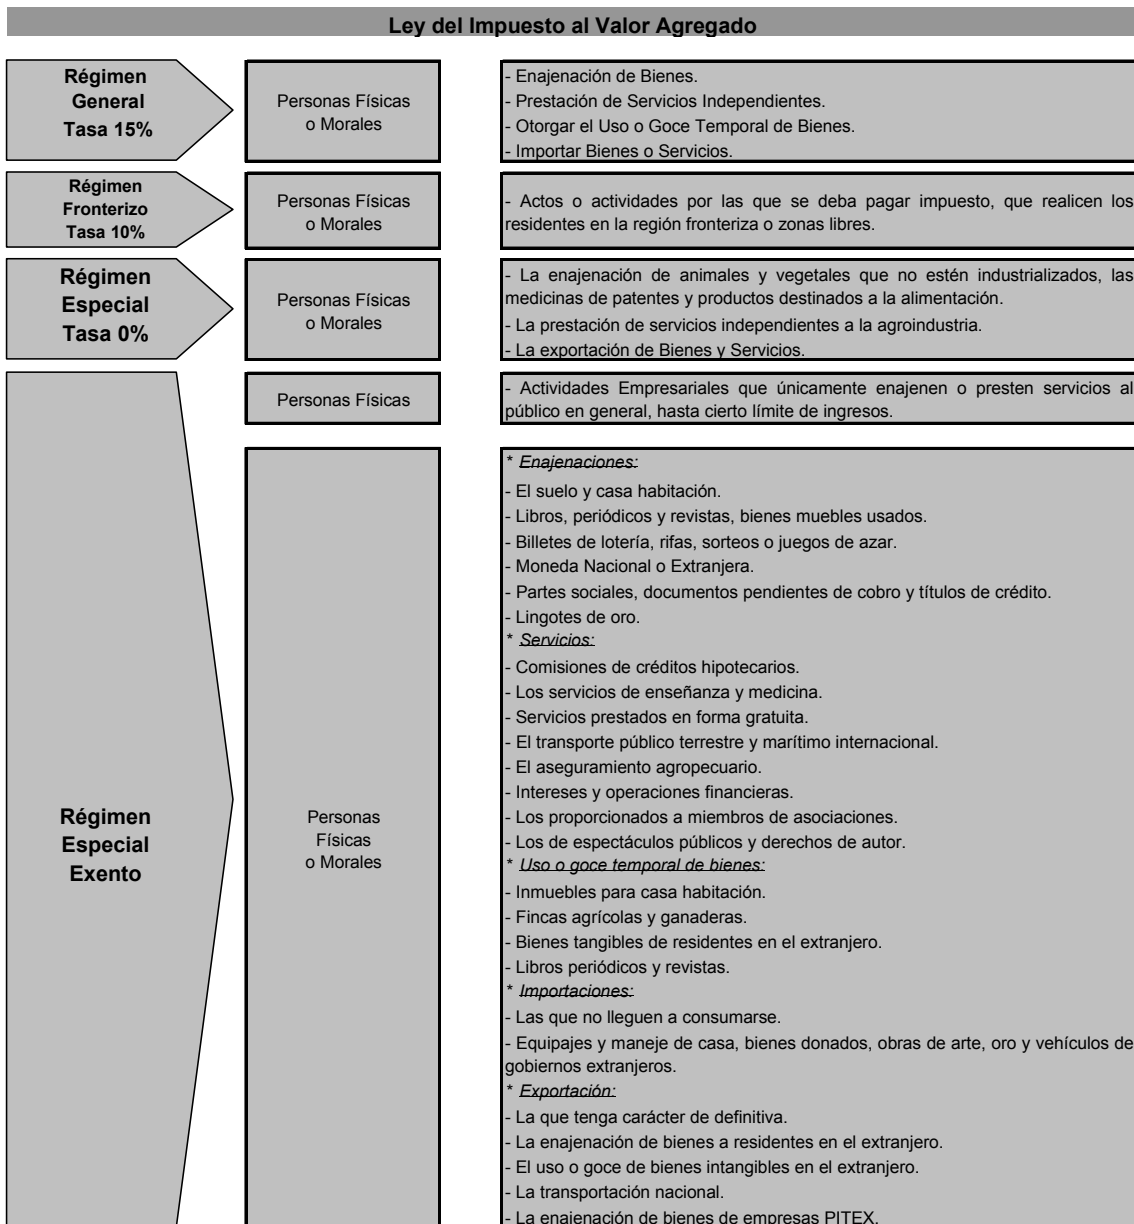 Ley del Impuesto al Valor Agregado
Régimen
General
Tasa 15%
Personas Físicas
o Morales
- Enajenación de Bienes.
- Prestación de Servicios Independientes.
- Otorgar el Uso o Goce Temporal de Bienes.
- Importar Bienes o Servicios.
Régimen
Fronterizo
Tasa 10%
Personas Físicas
o Morales
- Actos o actividades por las que se deba pagar impuesto, que realicen los
residentes en la región fronteriza o zonas libres.
Régimen
Especial
Tasa 0%
Personas Físicas
o Morales
- La enajenación de animales y vegetales que no estén industrializados, las
medicinas de patentes y productos destinados a la alimentación.
- La prestación de servicios independientes a la agroindustria.
- La exportación de Bienes y Servicios.
Régimen
Especial
Exento
Personas Físicas
- Actividades Empresariales que únicamente enajenen o presten servicios al
público en general, hasta cierto límite de ingresos.
Personas
Físicas
o Morales
* Enajenaciones:
- El suelo y casa habitación.
- Libros, periódicos y revistas, bienes muebles usados.
- Billetes de lotería, rifas, sorteos o juegos de azar.
- Moneda Nacional o Extranjera.
- Partes sociales, documentos pendientes de cobro y títulos de crédito.
- Lingotes de oro.
* Servicios:
- Comisiones de créditos hipotecarios.
- Los servicios de enseñanza y medicina.
- Servicios prestados en forma gratuita.
- El transporte público terrestre y marítimo internacional.
- El aseguramiento agropecuario.
- Intereses y operaciones financieras.
- Los proporcionados a miembros de asociaciones.
- Los de espectáculos públicos y derechos de autor.
* Uso o goce temporal de bienes:
- Inmuebles para casa habitación.
- Fincas agrícolas y ganaderas.
- Bienes tangibles de residentes en el extranjero.
- Libros periódicos y revistas.
* Importaciones:
- Las que no lleguen a consumarse.
- Equipajes y maneje de casa, bienes donados, obras de arte, oro y vehículos de
gobiernos extranjeros.
* Exportación:
- La que tenga carácter de definitiva.
- La enajenación de bienes a residentes en el extranjero.
- El uso o goce de bienes intangibles en el extranjero.
- La transportación nacional.
- La enajenación de bienes de empresas PITEX.